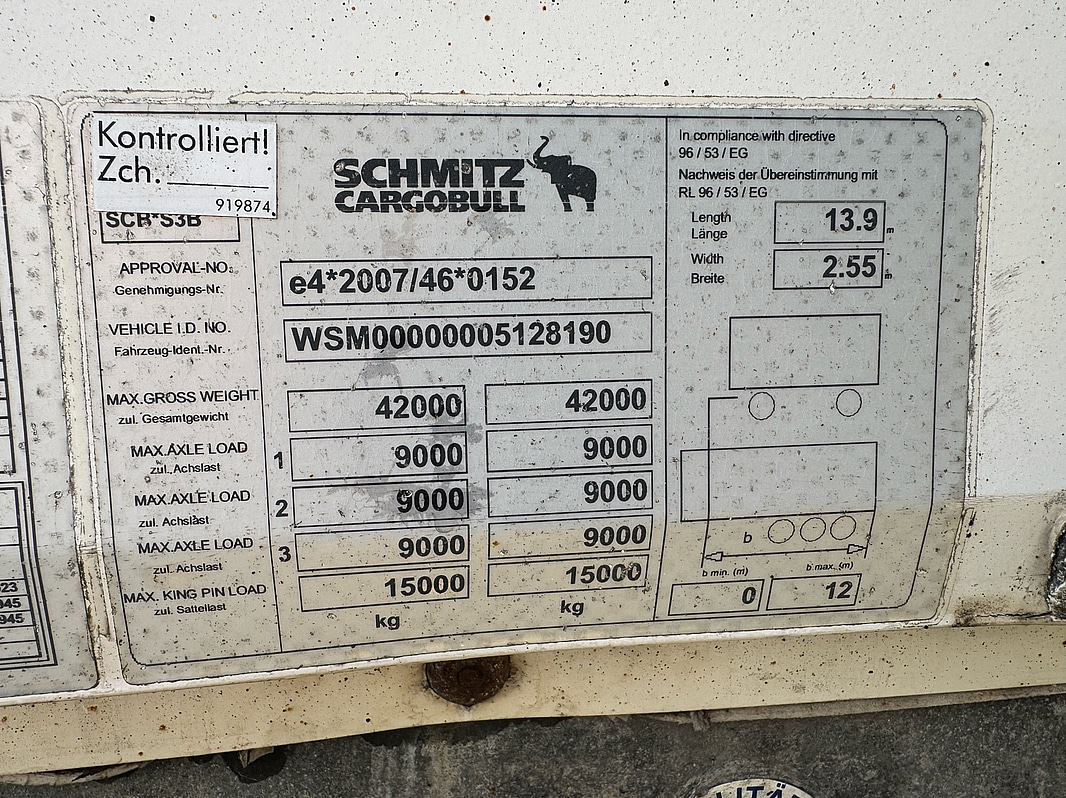 Kontrolliert!
Zch.
919874
SCB*S3B
SCHMITZ
CARGOBULL
APPROVAL-NO.
Genehmigungs-Nr.
e4*2007/46*0152
VEHICLE I.D. NO.
Fahrzeug-Ident.-Nr.
WSM00000005128190
MAX.GROSS WEIGHT
zul. Gesamtgewicht
42000 42000
MAX.AXLE LOAD
zul. Achslast
1 9000 9000
MAX.AXLE LOAD
zul. Achslast
2 9000 9000
MAX.AXLE LOAD
zul. Achslast
3 9000 9000
MAX. KING PIN LOAD
zul. Sattellast
15000 15000
kg kg
In compliance with directive
96 / 53 / EG
Nachweis der Übereinstimmung mit
RL 96 / 53 / EG
Length
Länge
13.9 m
Width
Breite
2.55 m
b
b min. (m) b max. (m)
0 12
023
945
945
LITÄ